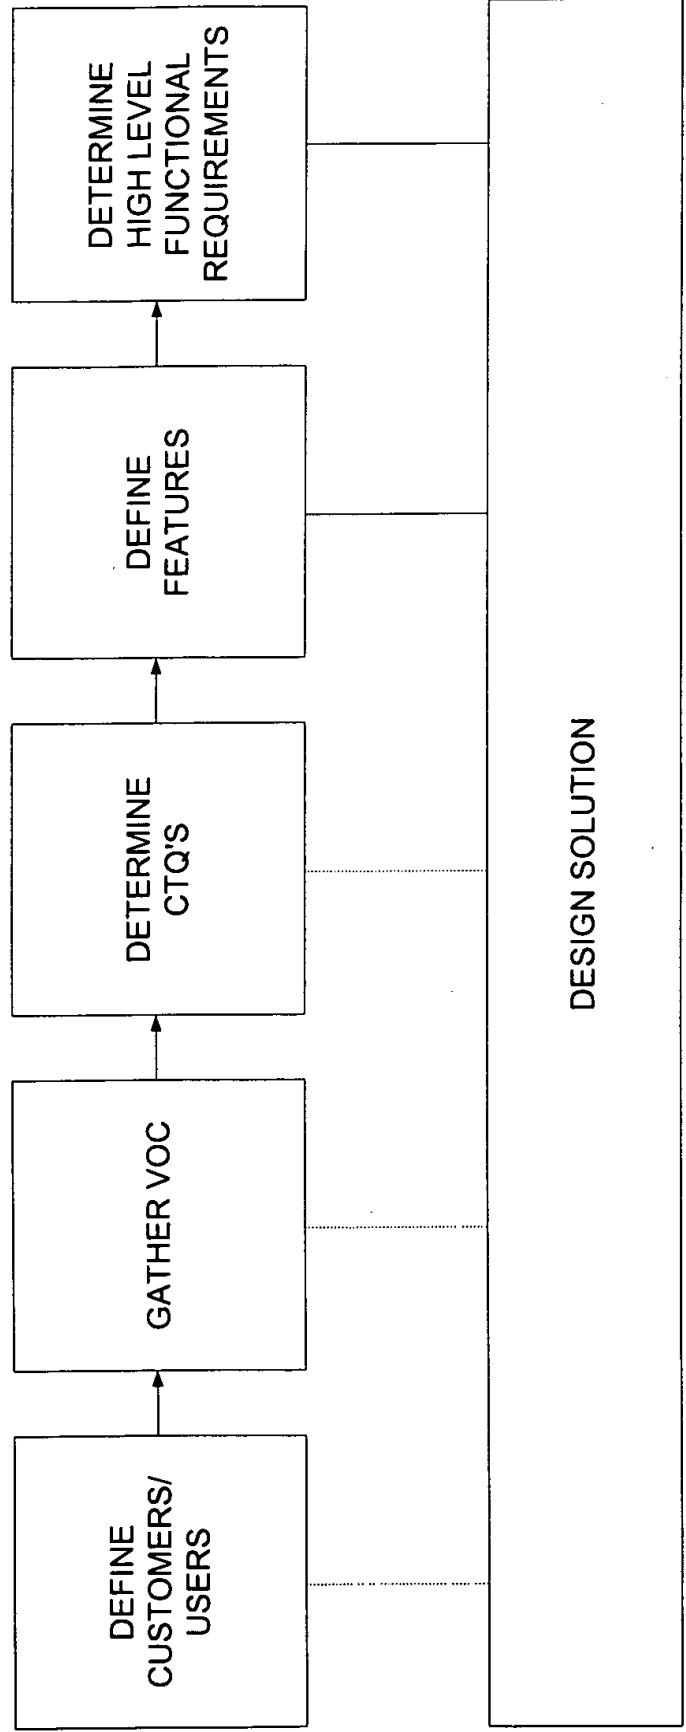 DEFINE
CUSTOMERS/
USERS
GATHER VOC
DETERMINE
CTQ'S
DEFINE
FEATURES
DETERMINE
HIGH LEVEL
FUNCTIONAL
REQUIREMENTS
DESIGN SOLUTION